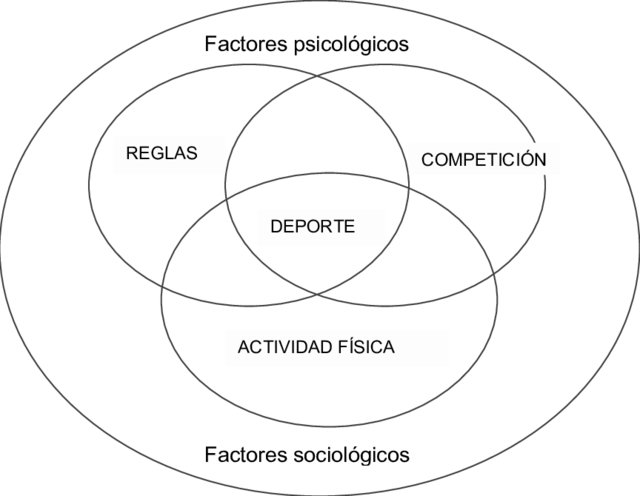 Factores psicológicos
REGLAS
COMPETICIÓN
DEPORTE
ACTIVIDAD FÍSICA
Factores sociológicos